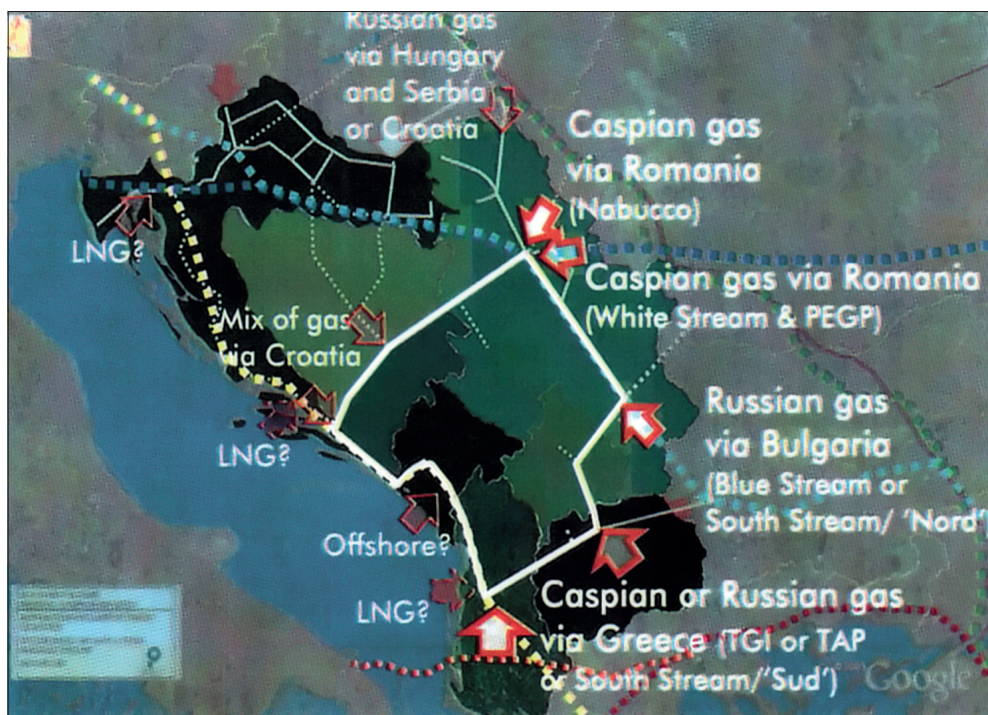 Russian gas
via Hungary
and Serbia
or Croatia
Caspian gas
via Romania
(Nabucco)
LNG?
Caspian gas via Romania
(White Stream & PEGP)
Mix of gas
via Croatia
Russian gas
via Bulgaria
(Blue Stream or
South Stream/ 'Nord'
LNG?
Offshore?
LNG?
Caspian or Russian gas
via Greece (TGI or TAP
or South Stream/'Sud')
Google